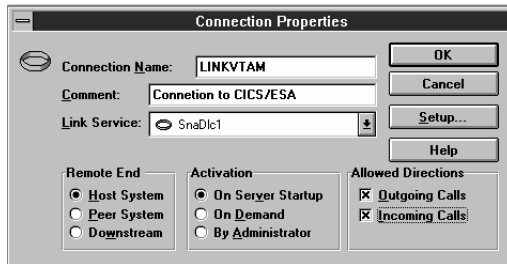 Connection Properties
Connection Name: LINKVTAM
Comment: Connetion to CICS/ESA
Link Service: SnaDlc1
OK
Cancel
Setup...
Help
Remote End
Host System
Peer System
Downstream
Activation
On Server Startup
On Demand
By Administrator
Allowed Directions
Outgoing Calls
Incoming Calls